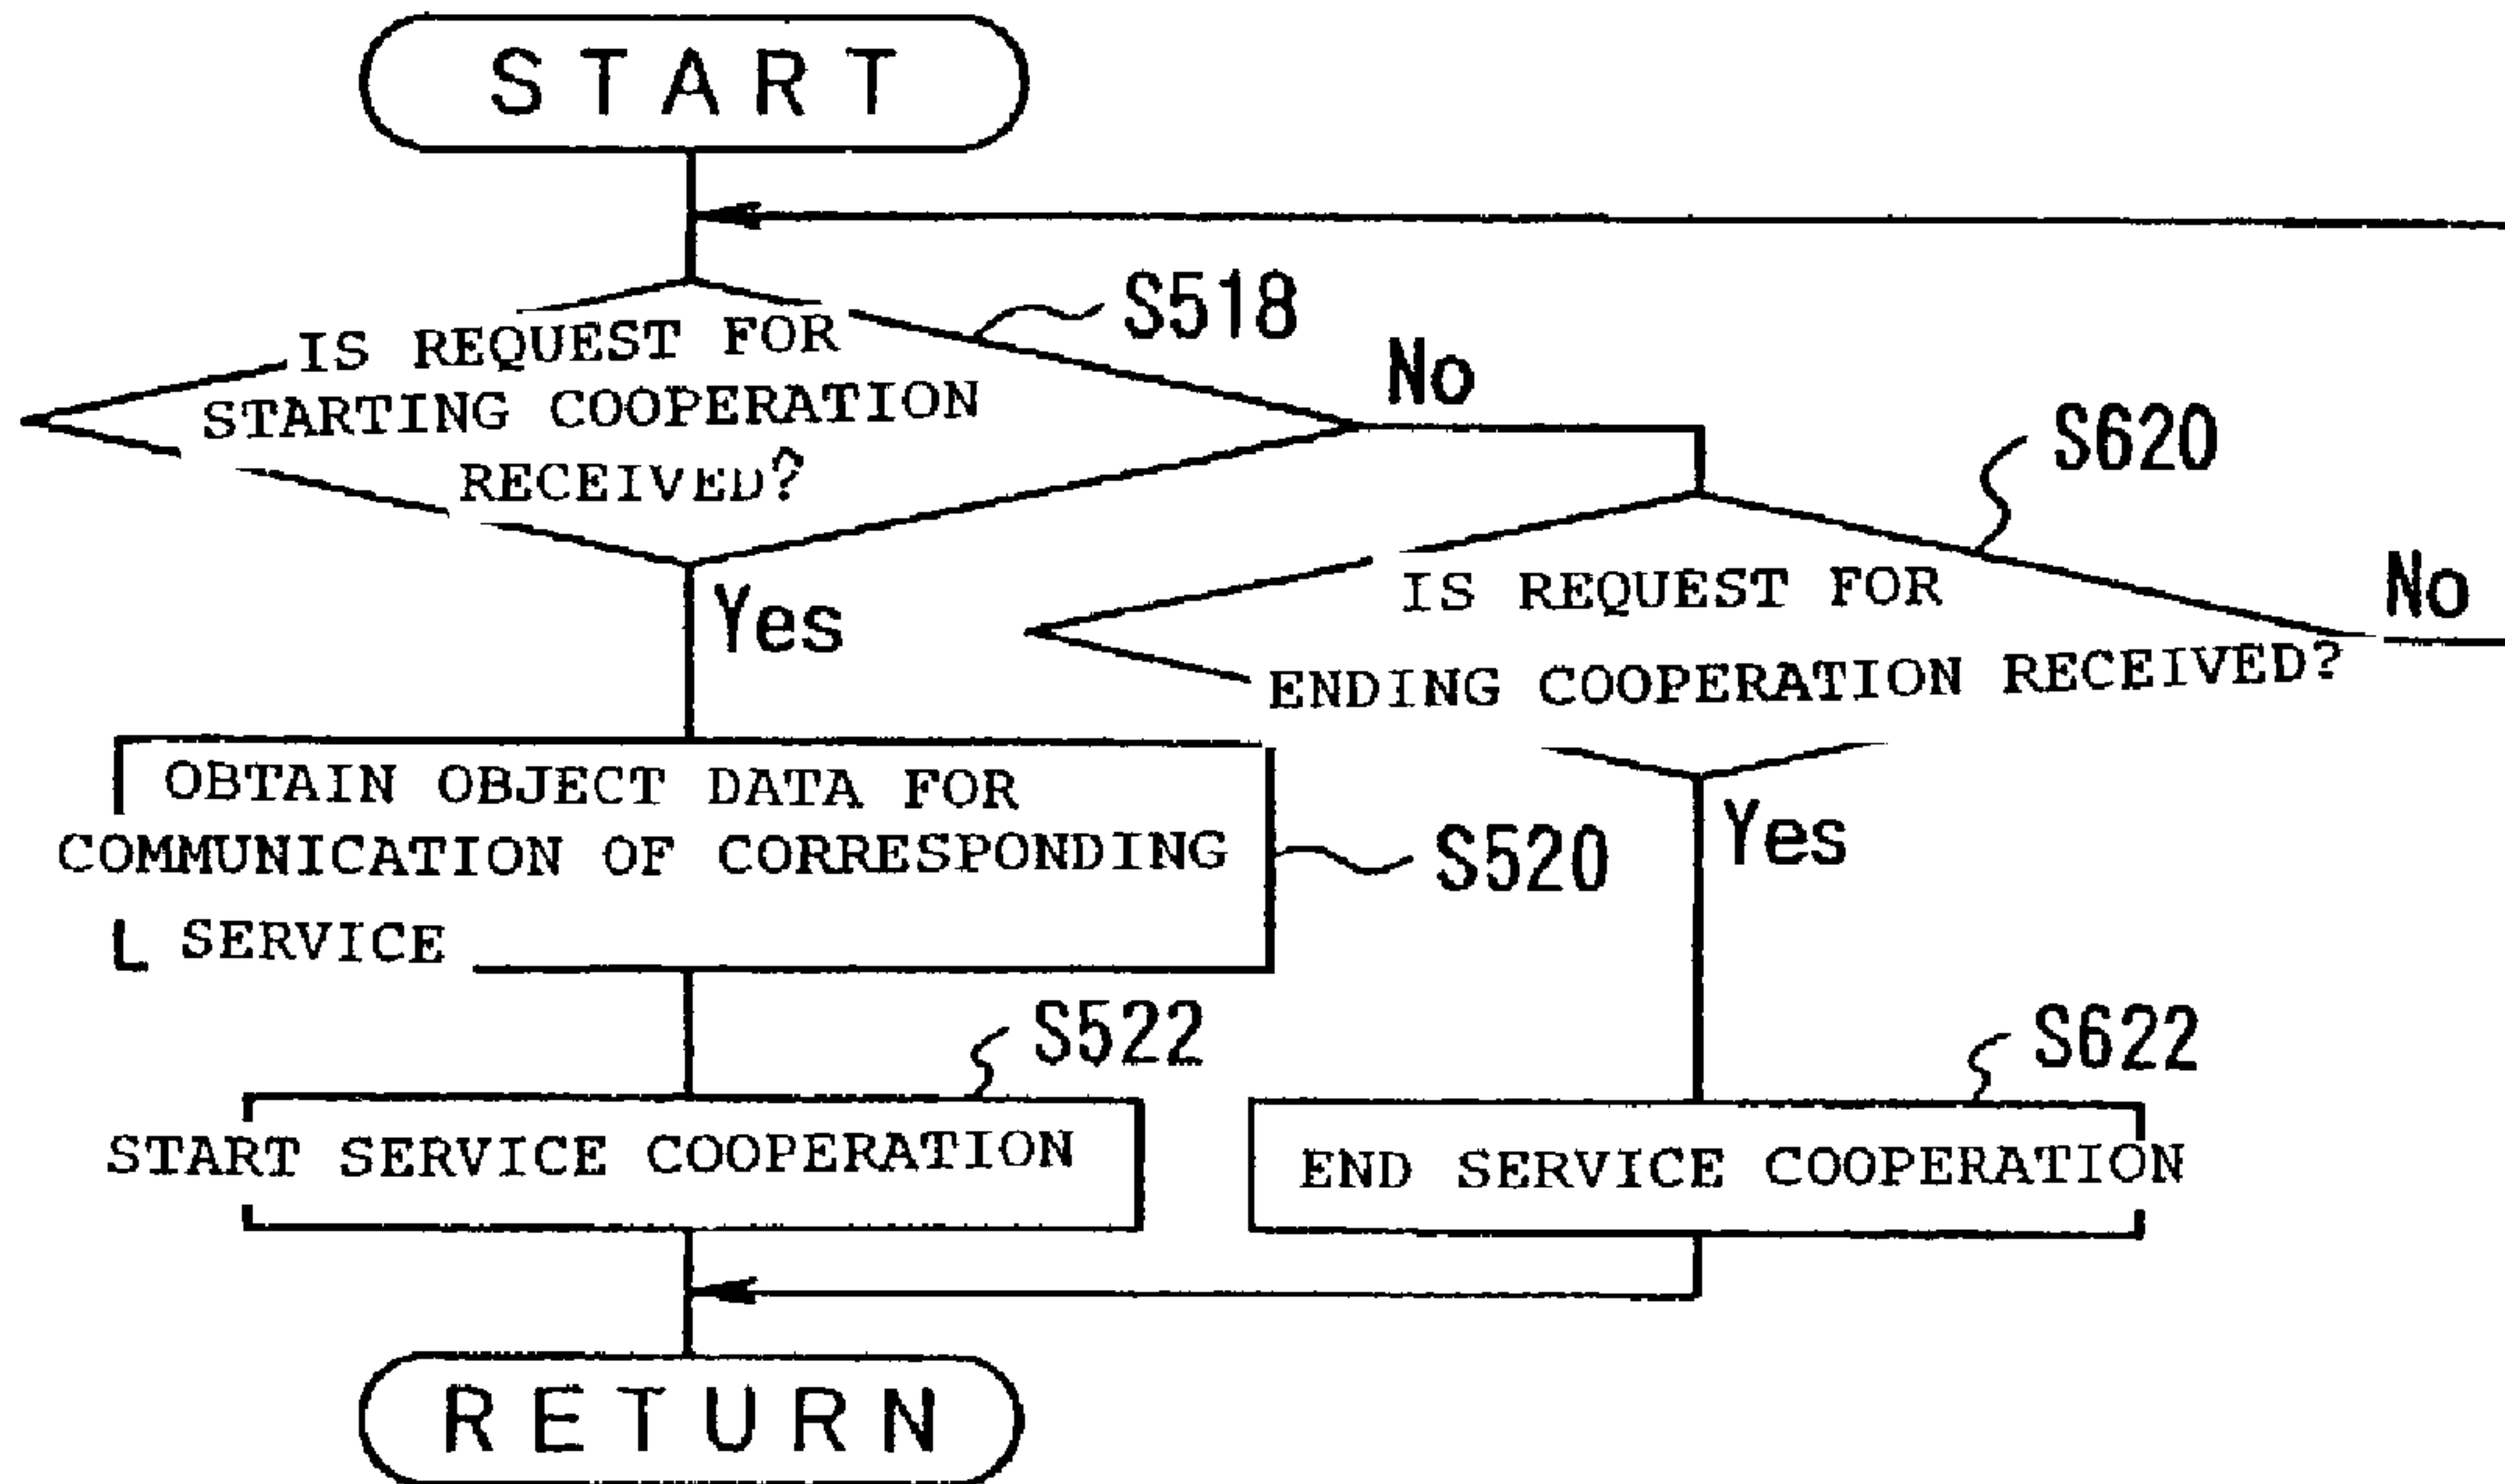 START
S518
IS REQUEST FOR
STARTING COOPERATION
RECEIVED?
No
Yes
S620
IS REQUEST FOR
ENDING COOPERATION RECEIVED?
No
Yes
OBTAIN OBJECT DATA FOR
COMMUNICATION OF CORRESPONDING
SERVICE
S520
S522
START SERVICE COOPERATION
S622
END SERVICE COOPERATION
RETURN